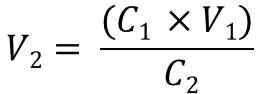 V₂ = (C₁ × V₁) / C₂